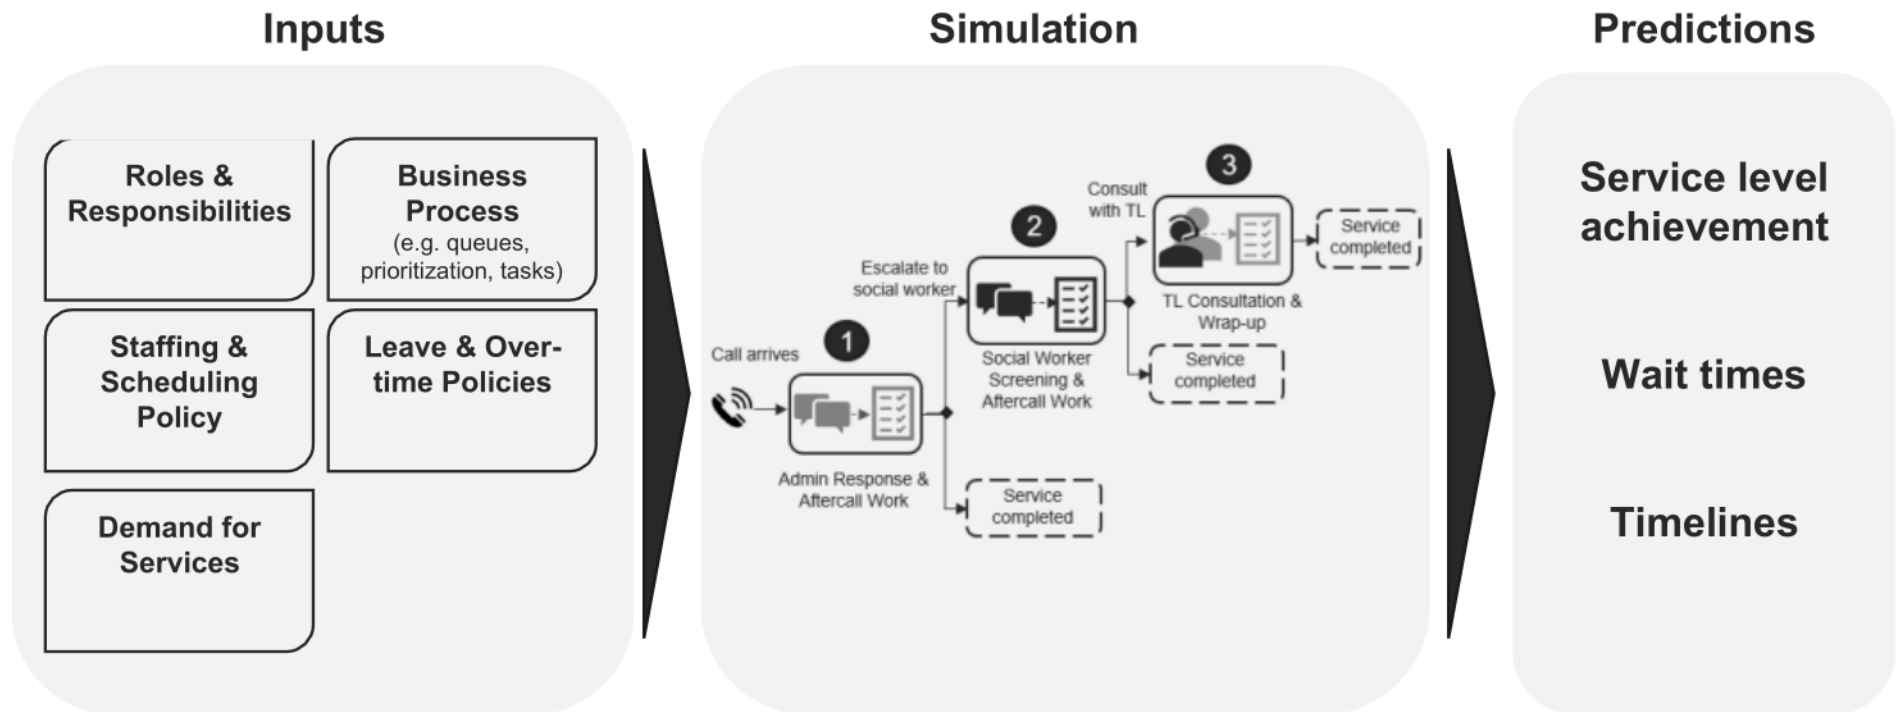 Inputs
Simulation
Predictions
Roles &
Responsibilities
Business
Process
(e.g. queues,
prioritization, tasks)
Staffing &
Scheduling
Policy
Leave & Over-
time Policies
Demand for
Services
Call arrives
1
Admin Response &
Aftercall Work
Escalate to
social worker
2
Social Worker
Screening &
Aftercall Work
Service
completed
Consult
with TL
3
TL Consultation &
Wrap-up
Service
completed
Service
completed
Service level
achievement
Wait times
Timelines